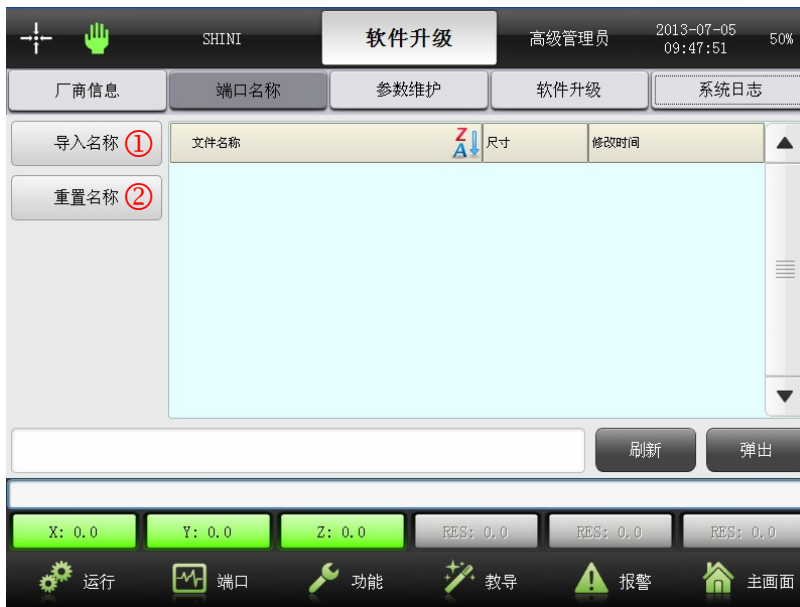 SHINI 软件升级 高级管理员 2013-07-05 50%
09:47:51
厂商信息 端口名称 参数维护 软件升级 系统日志
导入名称 ① 文件名称 Z A 尺寸 修改时间
重置名称 ②
刷新 弹出
X: 0.0 Y: 0.0 Z: 0.0 RES: 0.0 RES: 0.0 RES: 0.0
运行 端口 功能 教导 报警 主画面